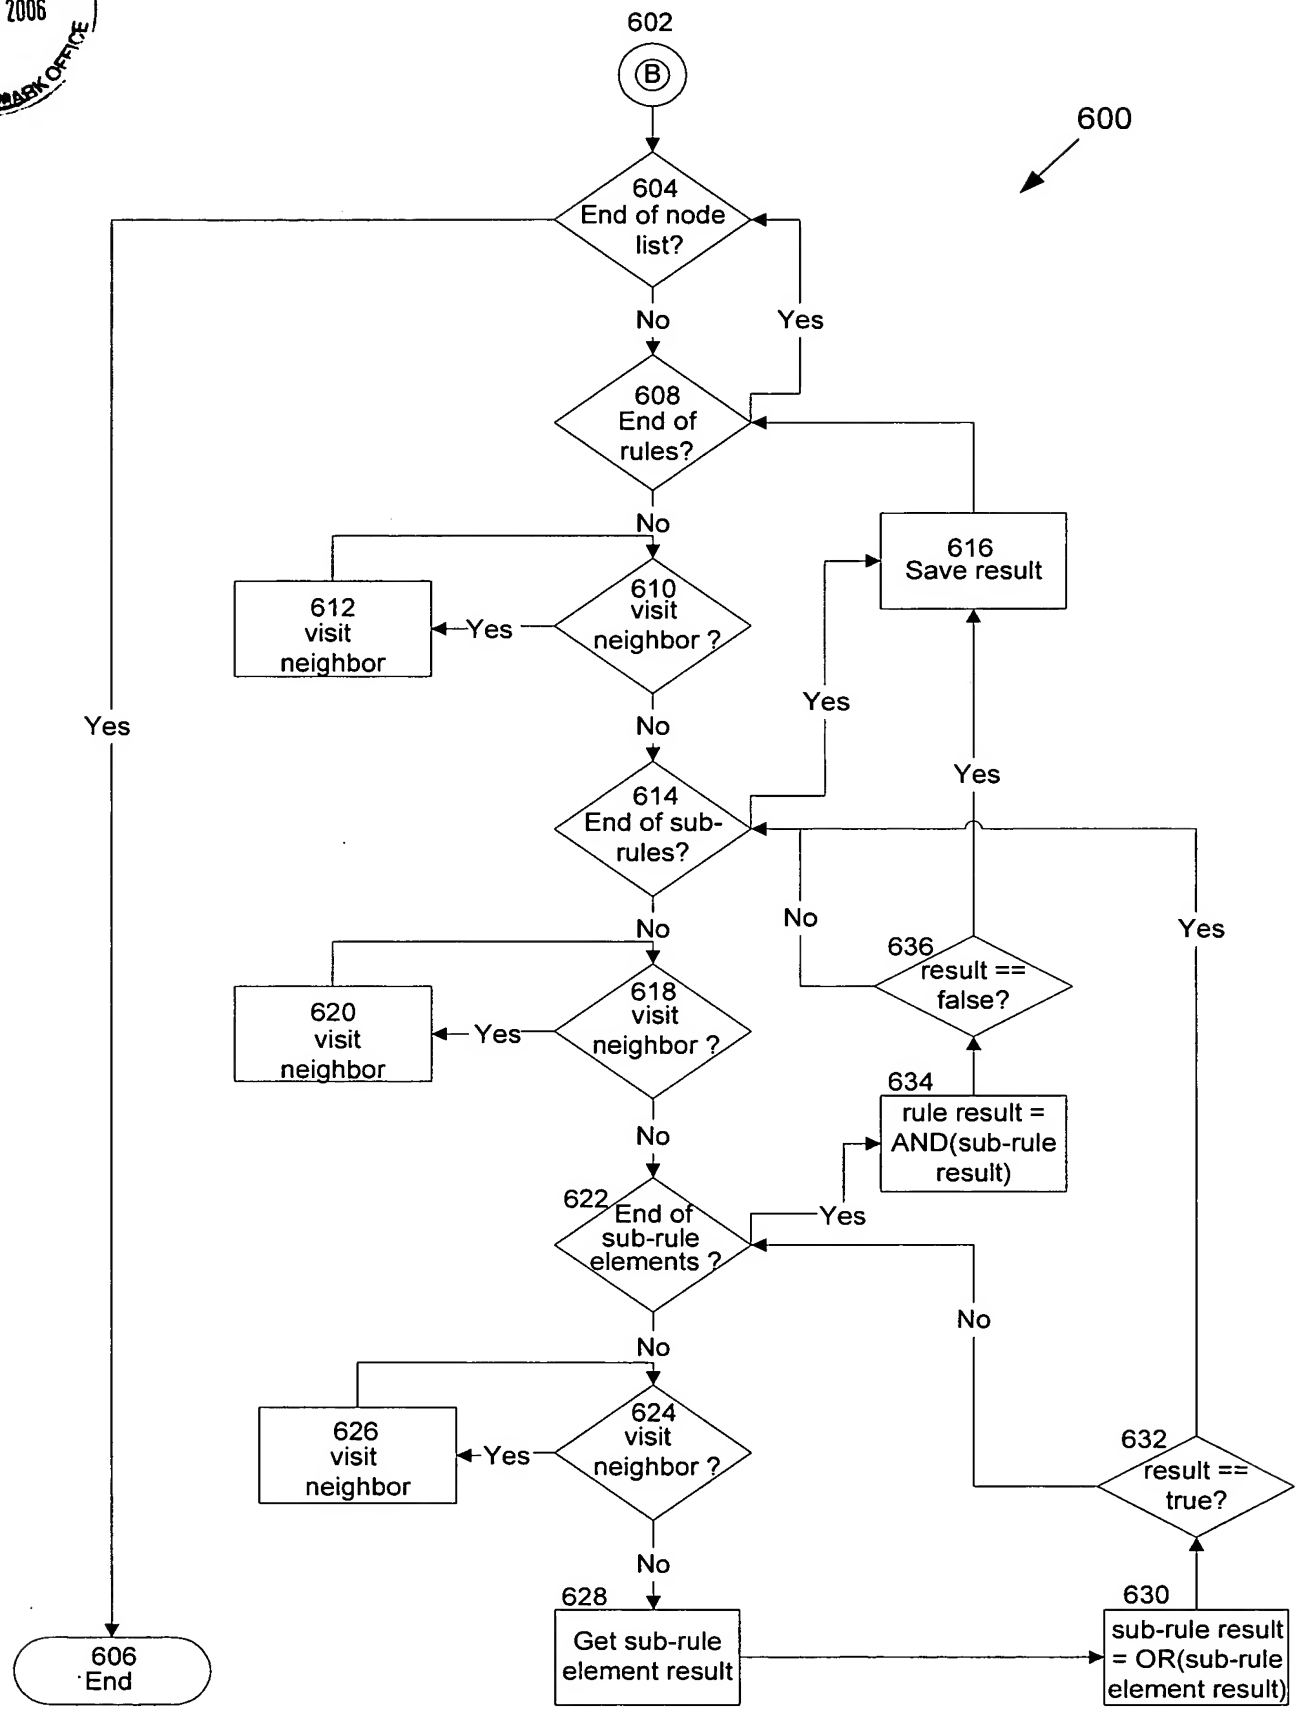 2006
MARK OFFICE
602
B
600
604
End of node
list?
No
Yes
608
End of
rules?
No
616
Save result
610
visit
neighbor ?
Yes
612
visit
neighbor
Yes
No
Yes
Yes
614
End of sub-
rules?
No
No
Yes
636
result ==
false?
618
visit
neighbor ?
Yes
620
visit
neighbor
634
rule result =
AND(sub-rule
result)
No
622
End of
sub-rule
elements ?
Yes
No
No
624
visit
neighbor ?
Yes
626
visit
neighbor
632
result ==
true?
No
628
Get sub-rule
element result
630
sub-rule result
= OR(sub-rule
element result)
606
End